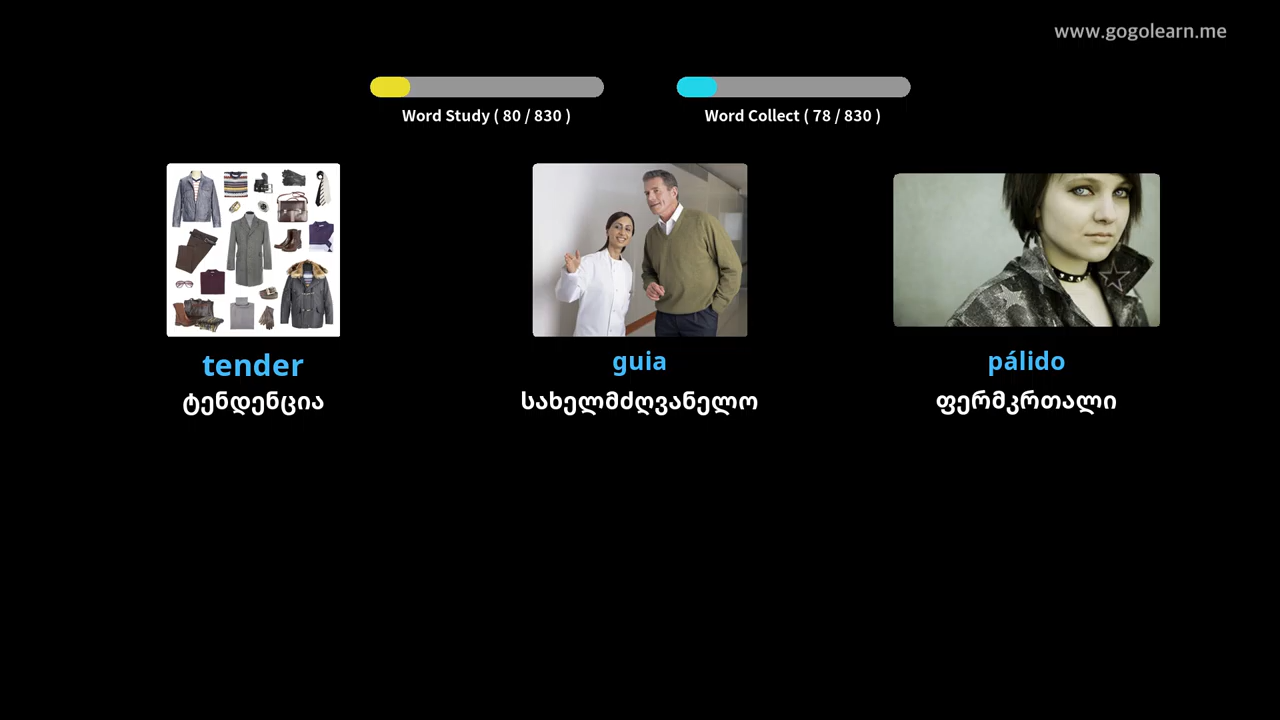 www.gogolearn.me
Word Study ( 80 / 830 )
Word Collect ( 78 / 830 )
tender
guia
pálido
ტენდენცია
სახელმძღვანელო
ფერმკრთალი